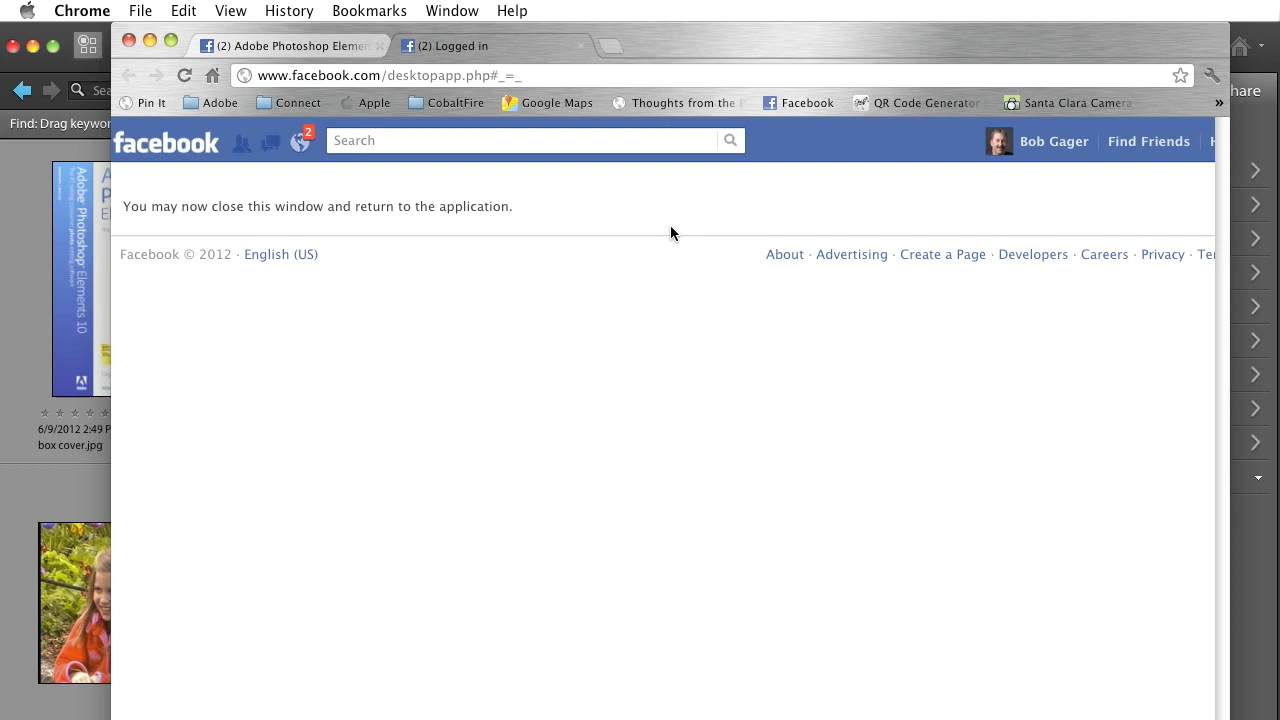 Chrome File Edit View History Bookmarks Window Help
(2) Adobe Photoshop Elemen
(2) Logged in
www.facebook.com/desktopapp.php#_=_
Sea
Pin It Adobe Connect Apple CobaltFire Google Maps Thoughts from the QR Code Generator Santa Clara Camera »
Facebook
hare
Find: Drag keywor
facebook 2 Search Bob Gager Find Friends
You may now close this window and return to the application.
Facebook © 2012 · English (US)
About · Advertising · Create a Page · Developers · Careers · Privacy · Ter
Adobe Photoshop Elements 10
6/9/2012 2:49 P
box cover.jpg